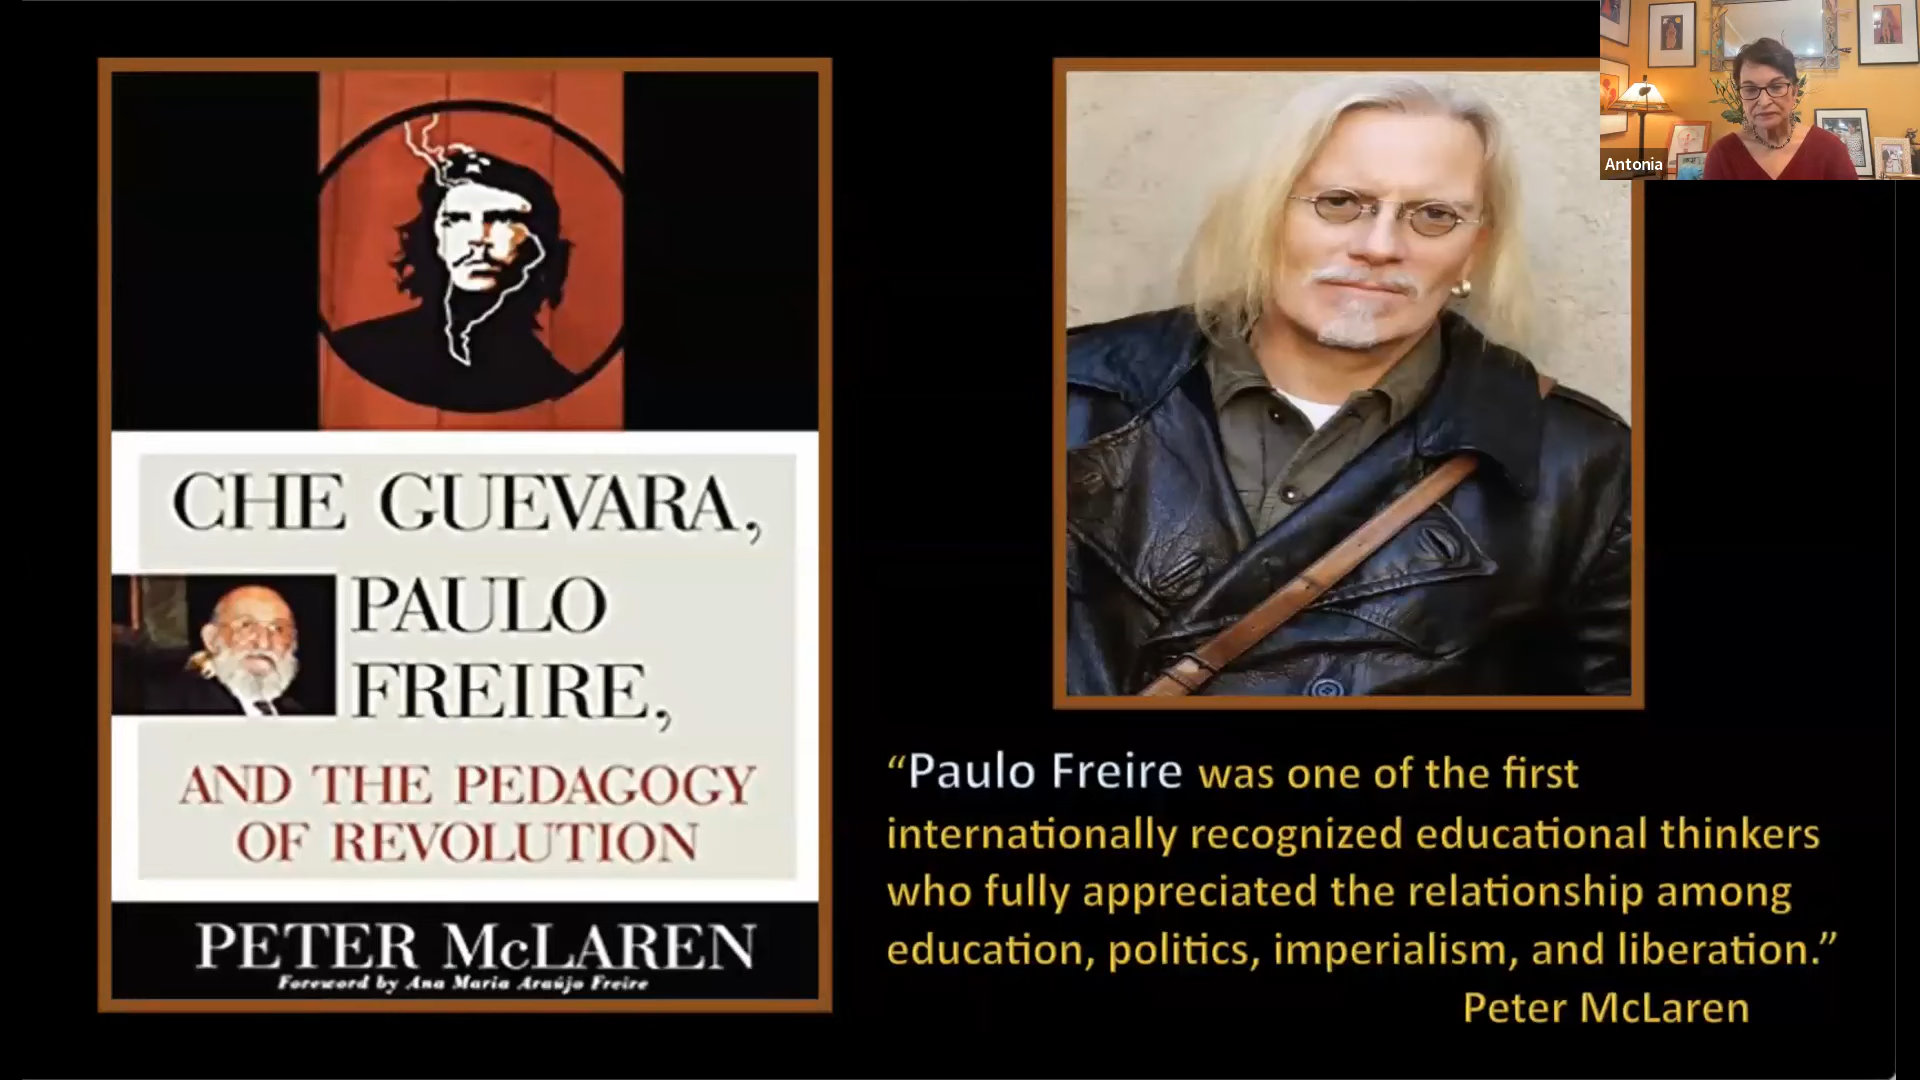 CHE GUEVARA,
PAULO
FREIRE,
AND THE PEDAGOGY
OF REVOLUTION
PETER McLAREN
Foreword by Ana Maria Araújo Freire
Antonia
“Paulo Freire was one of the first
internationally recognized educational thinkers
who fully appreciated the relationship among
education, politics, imperialism, and liberation.”
Peter McLaren